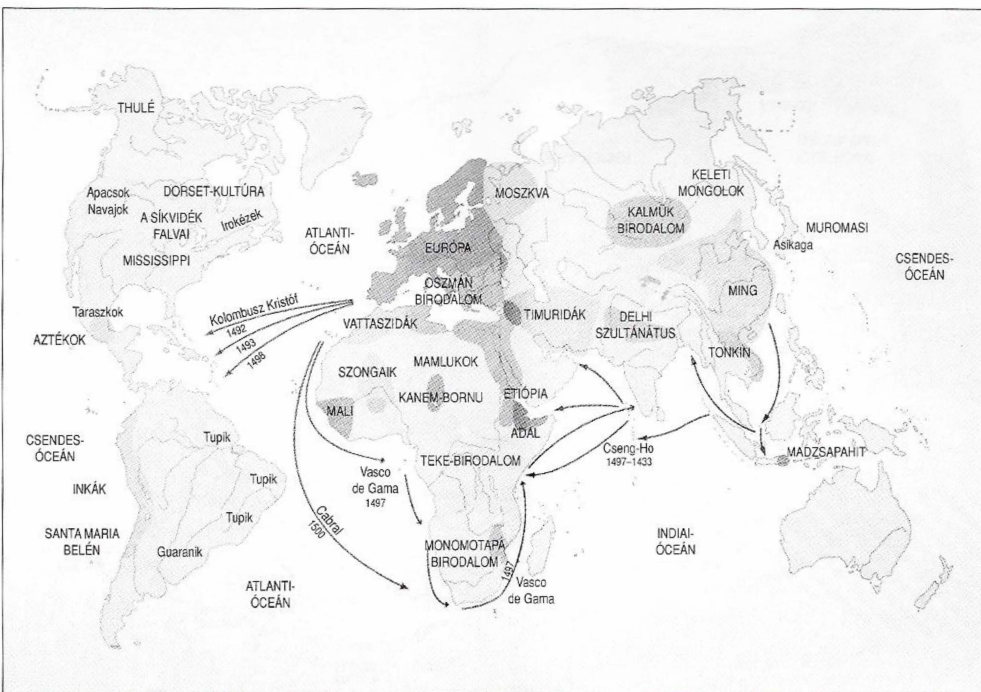 THULÉ
Apacsok
Navajok
DORSET-KULTÚRA
A SÍKVIDÉK
FALVAI
Irokézek
MISSISSIPPI
Taraszkok
AZTÉKOK
ATLANTI-
ÓCEÁN
Kolombusz Kristóf
1492
1493
1498
CSENDES-
ÓCEÁN
INKÁK
SANTA MARIA
BELÉN
Tupik
Tupik
Tupik
Guaranik
ATLANTI-
ÓCEÁN
Cabral
1500
Vasco
de Gama
1497
EURÓPA
OSZMÁN
BIRODALOM
VATTASZIDÁK
MAMLUKOK
SZONGAIK
KANEM-BORNU
MALI
ETIÓPIA
ADAL
TEKE-BIRODALOM
MONOMOTAPA
BIRODALOM
1497
Vasco
de Gama
MOSZKVA
TIMURIDÁK
KALMÜK
BIRODALOM
KELETI
MONGOLOK
MUROMASI
Asikaga
CSENDES-
ÓCEÁN
MING
DELHI
SZULTÁNÁTUS
TONKIN
Cseng-Ho
1497–1433
MADZSAPAHIT
INDIAI-
ÓCEÁN